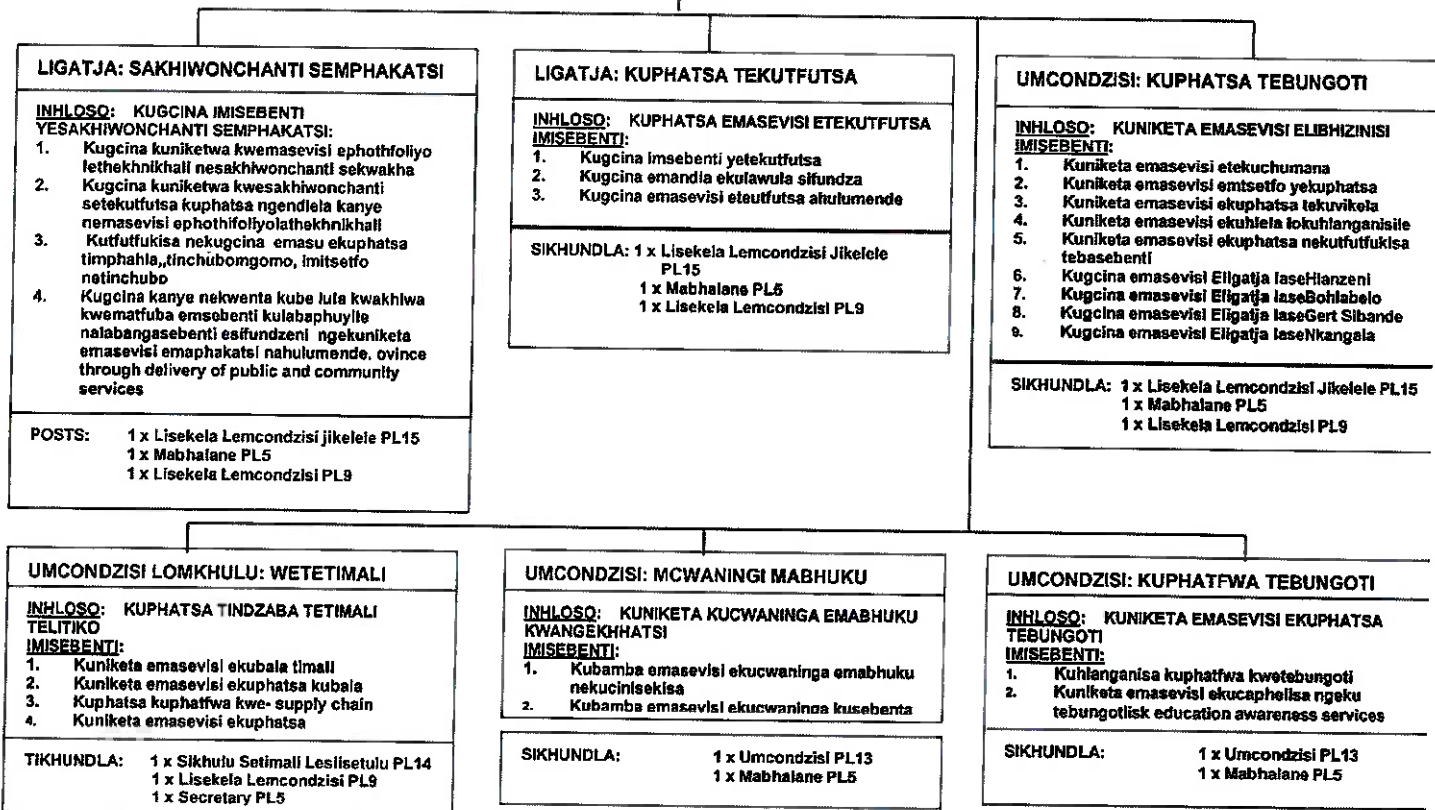 LIGATJA: SAKHIWONCHANTI SEMPHAKATSI
INHLOSO: KUGCINA IMISEBENTI
YESAKHIWONCHANTI SEMPHAKATSI:
1. Kugcina kuniketwa kwemasevisi ephothfoliyo
lethekhnikhali nesakhiwonchanti sekwakha
2. Kugcina kuniketwa kwesakhiwonchanti
setekutfutsa kuphatsa ngendlela kanye
nemasevisi ephothifoliyolathekhnikhali
3. Kutfutfukisa nekugcina emasu ekuphatsa
timphahla,,tinchubomgomo, imitsetfo
netinchubo
4. Kugcina kanye nekwenta kube lula kwakhiwa
kwematfuba emsebenti kulabaphuyile
nalabangasebenti esifundzeni ngekuniketa
emasevisi emaphakatsi nahulumende. ovince
through delivery of public and community
services
POSTS: 1 x Lisekela Lemcondzisi jikelele PL15
1 x Mabhalane PL5
1 x Lisekela Lemcondzisi PL9
LIGATJA: KUPHATSA TEKUTFUTSA
INHLOSO: KUPHATSA EMASEVISI ETEKUTFUTSA
IMISEBENTI:
1. Kugcina imsebenti yetekutfutsa
2. Kugcina emandla ekulawula sifundza
3. Kugcina emasevisi eteutfutsa ahulumende
SIKHUNDLA: 1 x Lisekela Lemcondzisi Jikelele
PL15
1 x Mabhalane PL5
1 x Lisekela Lemcondzisi PL9
UMCONDZISI: KUPHATSA TEBUNGOTI
INHLOSO: KUNIKETA EMASEVISI ELIBHIZINISI
IMISEBENTI:
1. Kuniketa emasevisi etekuchumana
2. Kuniketa emasevisi emtsetfo yekuphatsa
3. Kuniketa emasevisi ekuphatsa tekuvikela
4. Kuniketa emasevisi ekuhlela lokuhlanganisile
5. Kuniketa emasevisi ekuphatsa nekutfutfukisa
tebasebenti
6. Kugcina emasevisi Eligatja laseHlanzeni
7. Kugcina emasevisi Eligatja laseBohlabelo
8. Kugcina emasevisi Eligatja laseGert Sibande
9. Kugcina emasevisi Eligatja laseNkangala
SIKHUNDLA: 1 x Lisekela Lemcondzisi Jikelele PL15
1 x Mabhalane PL5
1 x Lisekela Lemcondzisi PL9
UMCONDZISI LOMKHULU: WETETIMALI
INHLOSO: KUPHATSA TINDZABA TETIMALI
TELITIKO
IMISEBENTI:
1. Kuniketa emasevisi ekubala timali
2. Kuniketa emasevisi ekuphatsa kubala
3. Kuphatsa kuphatfwa kwe- supply chain
4. Kuniketa emasevisi ekuphatsa
TIKHUNDLA: 1 x Sikhulu Setimali Lesiisetulu PL14
1 x Lisekela Lemcondzisi PL9
1 x Secretary PL5
UMCONDZISI: MCWANINGI MABHUKU
INHLOSO: KUNIKETA KUCWANINGA EMABHUKU
KWANGEKHHATSI
IMISEBENTI:
1. Kubamba emasevisi ekucwaninga emabhuku
nekucinisekisa
2. Kubamba emasevisi ekucwaninga kusebenta
SIKHUNDLA: 1 x Umcondzisi PL13
1 x Mabhalane PL5
UMCONDZISI: KUPHATFWA TEBUNGOTI
INHLOSO: KUNIKETA EMASEVISI EKUPHATSA
TEBUNGOTI
IMISEBENTI:
1. Kuhlanganisa kuphatfwa kwetebungoti
2. Kuniketa emasevisi ekucaphelisa ngeku
tebungotiisk education awareness services
SIKHUNDLA: 1 x Umcondzisi PL13
1 x Mabhalane PL5